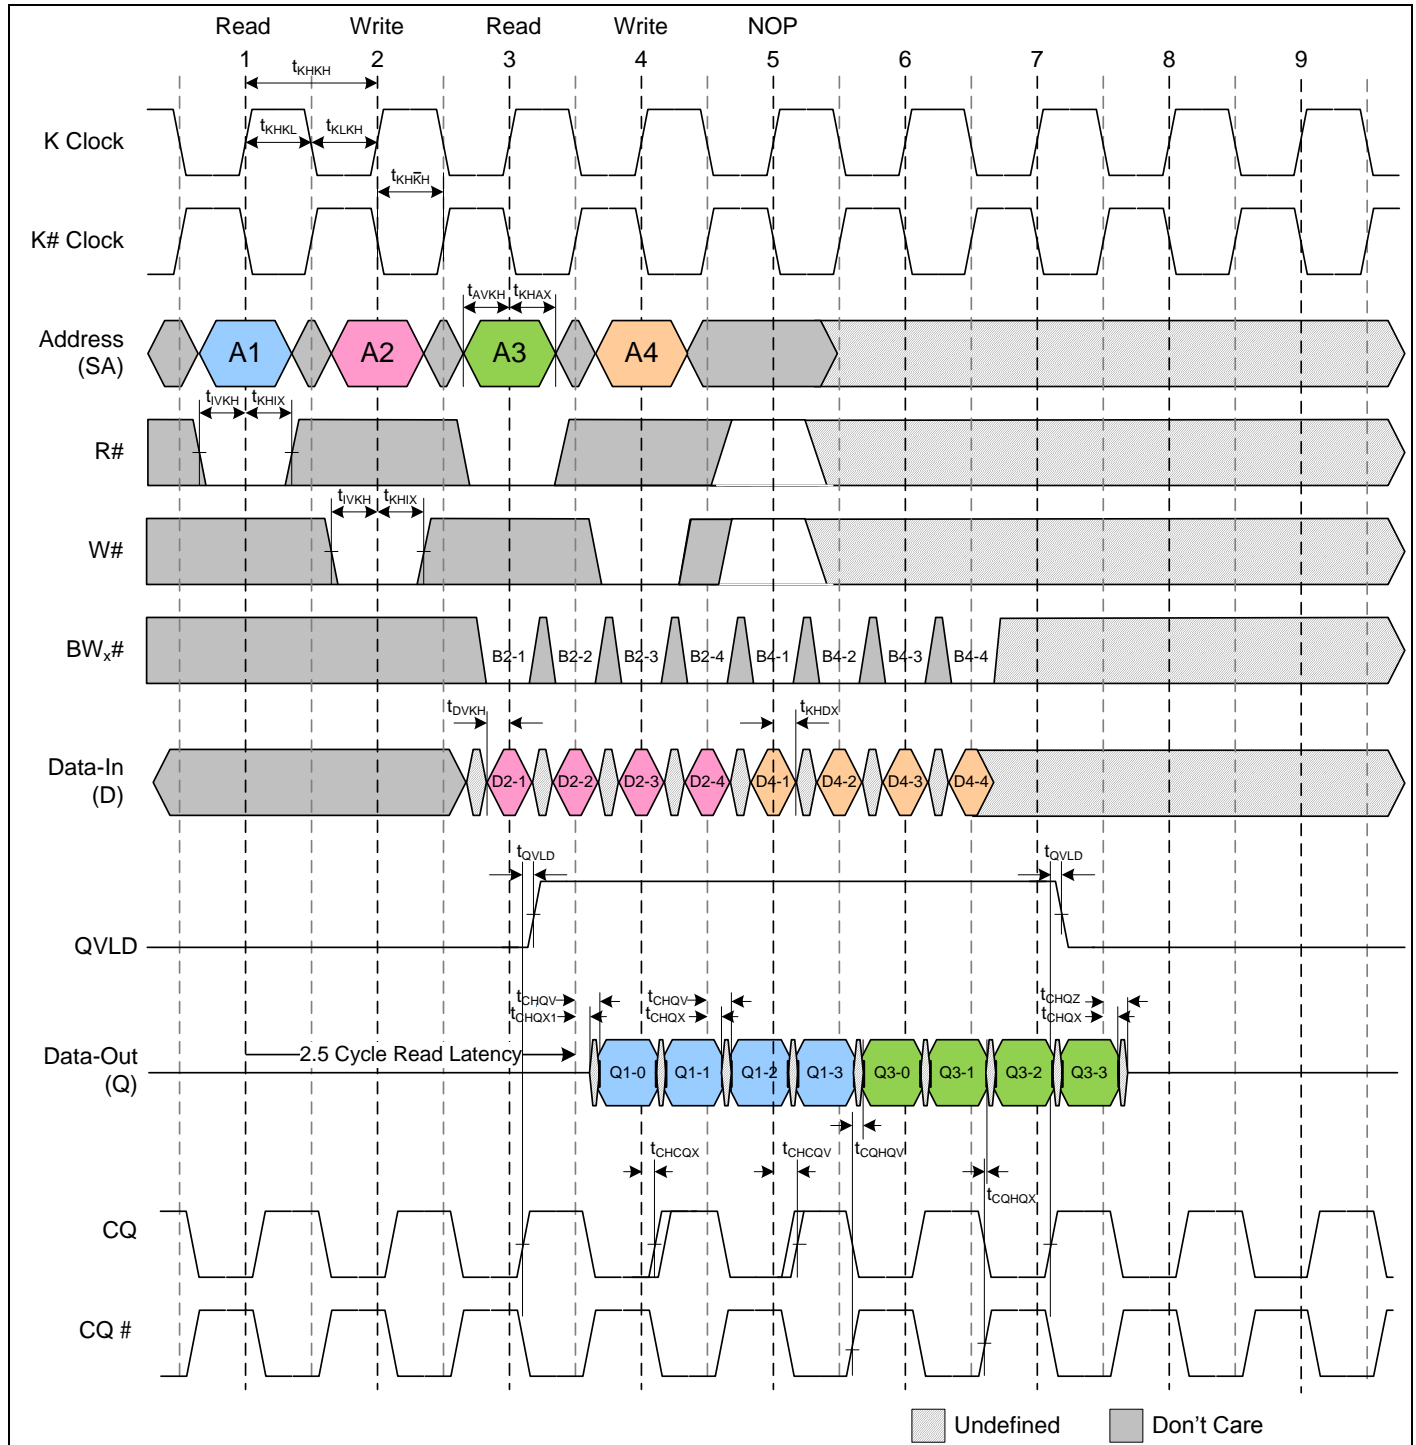 Read Write Read Write NOP
1 2 3 4 5 6 7 8 9
tKHKH
K Clock
tKHKL tKLKH
tKHK̅H
K# Clock
tAVKH tKHAX
Address
(SA)
A1 A2 A3 A4
tIVKH tKHIX
R#
tIVKH tKHIX
W#
BWx#
B2-1 B2-2 B2-3 B2-4 B4-1 B4-2 B4-3 B4-4
tDVKH tKHDX
Data-In
(D)
D2-1 D2-2 D2-3 D2-4 D4-1 D4-2 D4-3 D4-4
tQVLD tQVLD
QVLD
tCHQV tCHQV tCHQZ
tCHQX1 tCHQX tCHQX
Data-Out
(Q)
2.5 Cycle Read Latency
Q1-0 Q1-1 Q1-2 Q1-3 Q3-0 Q3-1 Q3-2 Q3-3
tCHCQX tCHCQV tCQHQV
tCQHQX
CQ
CQ #
Undefined Don't Care